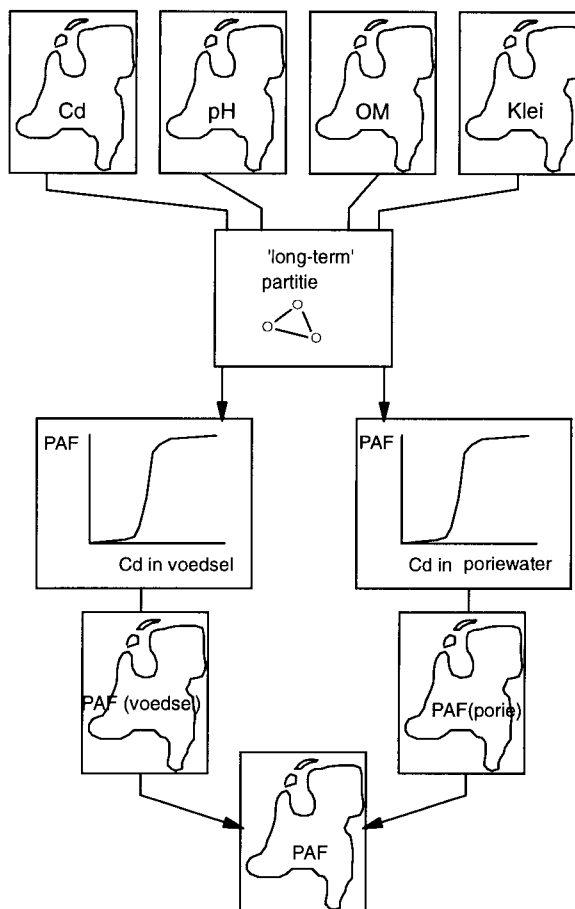 Cd
pH
OM
Klei
'long-term'
partitie
PAF
Cd in voedsel
PAF
Cd in poriewater
PAF (voedsel)
PAF(porie)
PAF